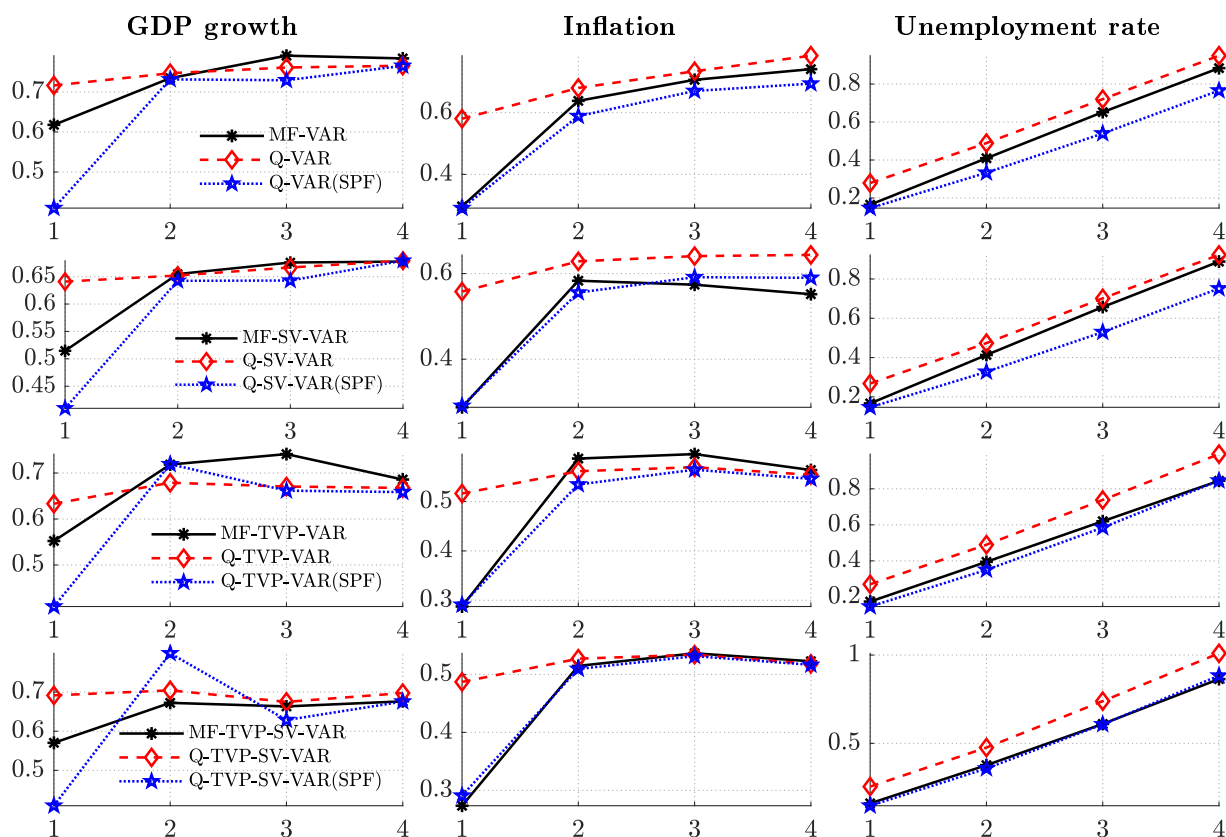 GDP growth Inflation Unemployment rate
0.7
0.6
0.5
MF-VAR
Q-VAR
Q-VAR(SPF)
1 2 3 4
0.6
0.4
1 2 3 4
0.8
0.6
0.4
0.2
1 2 3 4
0.65
0.6
0.55
0.5
0.45
MF-SV-VAR
Q-SV-VAR
Q-SV-VAR(SPF)
1 2 3 4
0.6
0.4
1 2 3 4
0.8
0.6
0.4
0.2
1 2 3 4
0.7
0.6
0.5
MF-TVP-VAR
Q-TVP-VAR
Q-TVP-VAR(SPF)
1 2 3 4
0.5
0.4
0.3
1 2 3 4
0.8
0.6
0.4
0.2
1 2 3 4
0.7
0.6
0.5
MF-TVP-SV-VAR
Q-TVP-SV-VAR
Q-TVP-SV-VAR(SPF)
1 2 3 4
0.5
0.4
0.3
1 2 3 4
1
0.5
1 2 3 4